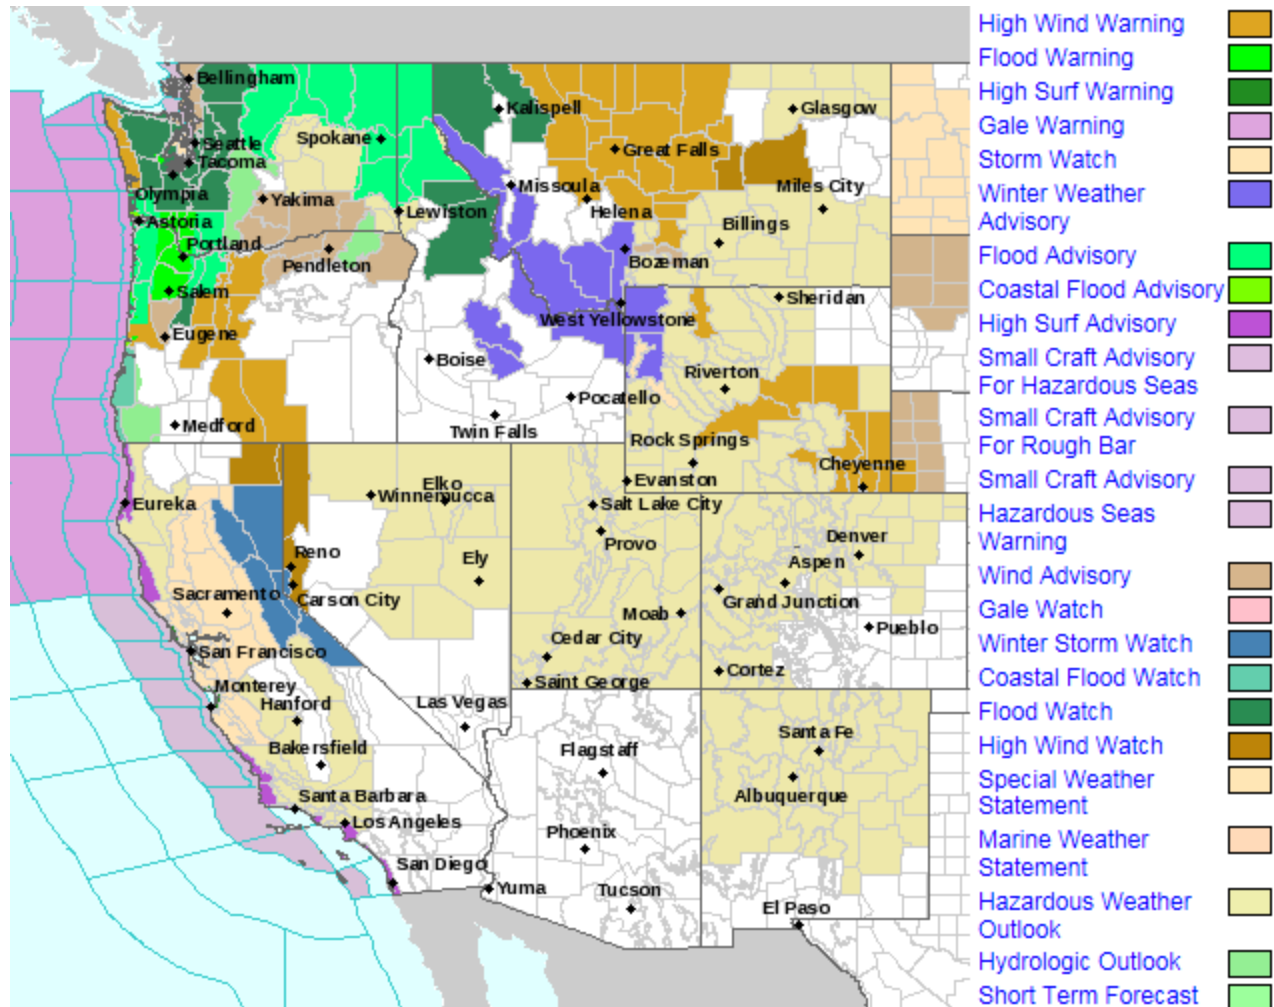 Bellingham
Kalispell
Glasgow
Seattle
Spokane
Great Falls
Tacoma
Olympia
Missoula
Miles City
Yakima
Lewiston
Helena
Astoria
Billings
Portland
Pendleton
Bozeman
Salem
Sheridan
Eugene
West Yellowstone
Boise
Riverton
Pocatello
Medford
Twin Falls
Rock Springs
Cheyenne
Elko
Evanston
Winnemucca
Eureka
Salt Lake City
Reno
Provo
Denver
Ely
Aspen
Sacramento
Carson City
Grand Junction
Moab
Pueblo
Cedar City
San Francisco
Cortez
Saint George
Monterey
Hanford
Las Vegas
Santa Fe
Bakersfield
Flagstaff
Santa Barbara
Albuquerque
Los Angeles
Phoenix
San Diego
Yuma
Tucson
El Paso
High Wind Warning
Flood Warning
High Surf Warning
Gale Warning
Storm Watch
Winter Weather
Advisory
Flood Advisory
Coastal Flood Advisory
High Surf Advisory
Small Craft Advisory
For Hazardous Seas
Small Craft Advisory
For Rough Bar
Small Craft Advisory
Hazardous Seas
Warning
Wind Advisory
Gale Watch
Winter Storm Watch
Coastal Flood Watch
Flood Watch
High Wind Watch
Special Weather
Statement
Marine Weather
Statement
Hazardous Weather
Outlook
Hydrologic Outlook
Short Term Forecast